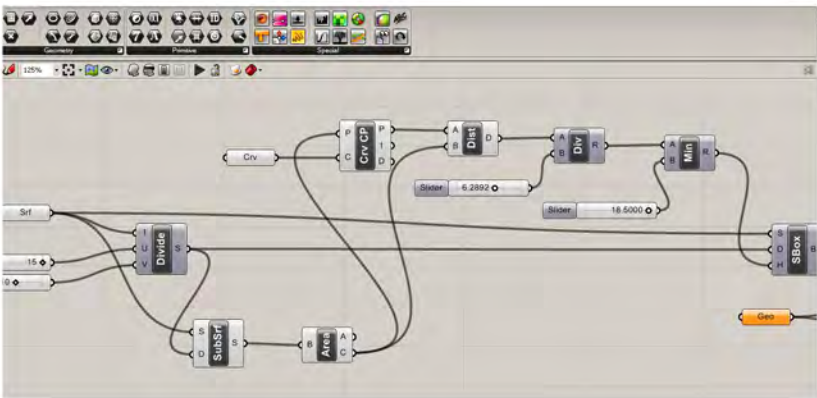 Geometry Primitive Special
125%
P Crv CP P
I
C D
Crv
A Dist D
B
A Div R
B
A Min R
B
Slider 6.2892
Slider 18.5000
Srf
I Divide S
U
V
15
0
S SubSrf S
D
B Area A
C
S SBox B
D
H
Geo